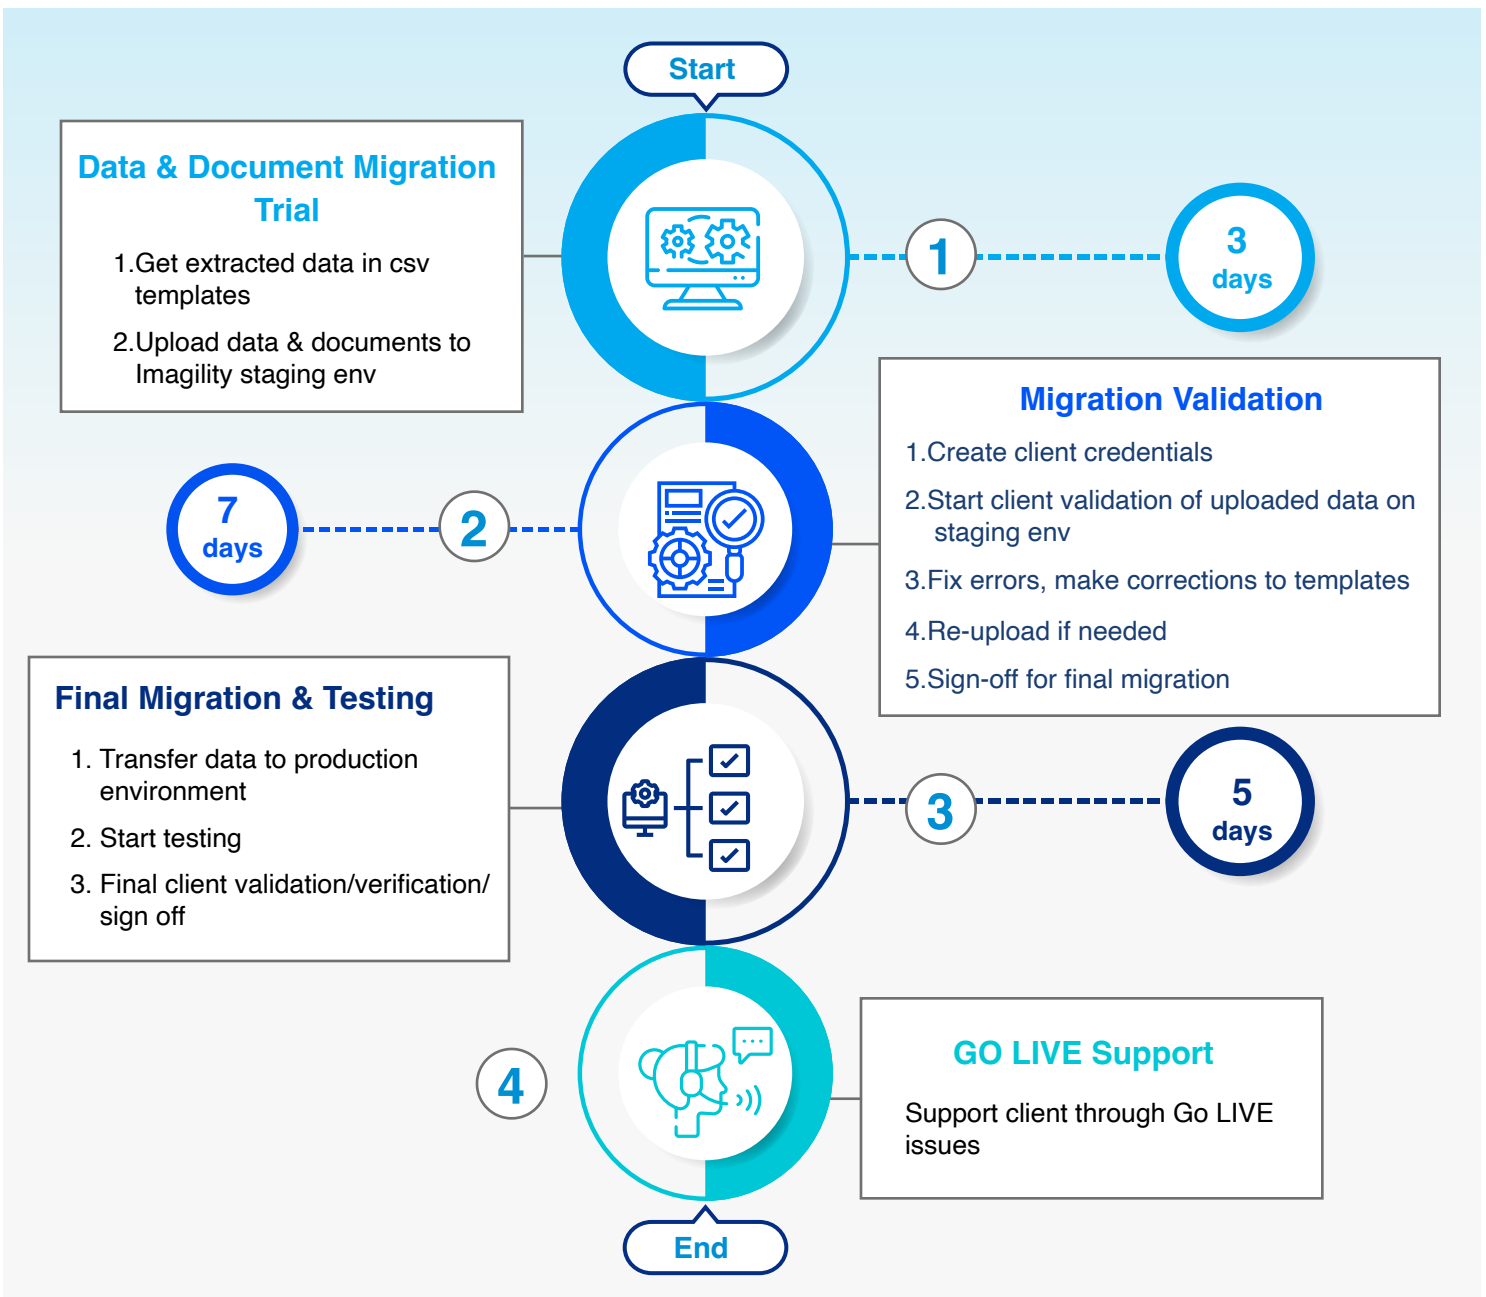 Start
Data & Document Migration
Trial
1.Get extracted data in csv
templates
2.Upload data & documents to
Imagility staging env
1
3
days
Migration Validation
1.Create client credentials
2.Start client validation of uploaded data on
staging env
3.Fix errors, make corrections to templates
4.Re-upload if needed
5.Sign-off for final migration
7
days
2
Final Migration & Testing
1. Transfer data to production
environment
2. Start testing
3. Final client validation/verification/
sign off
3
5
days
4
GO LIVE Support
Support client through Go LIVE
issues
End